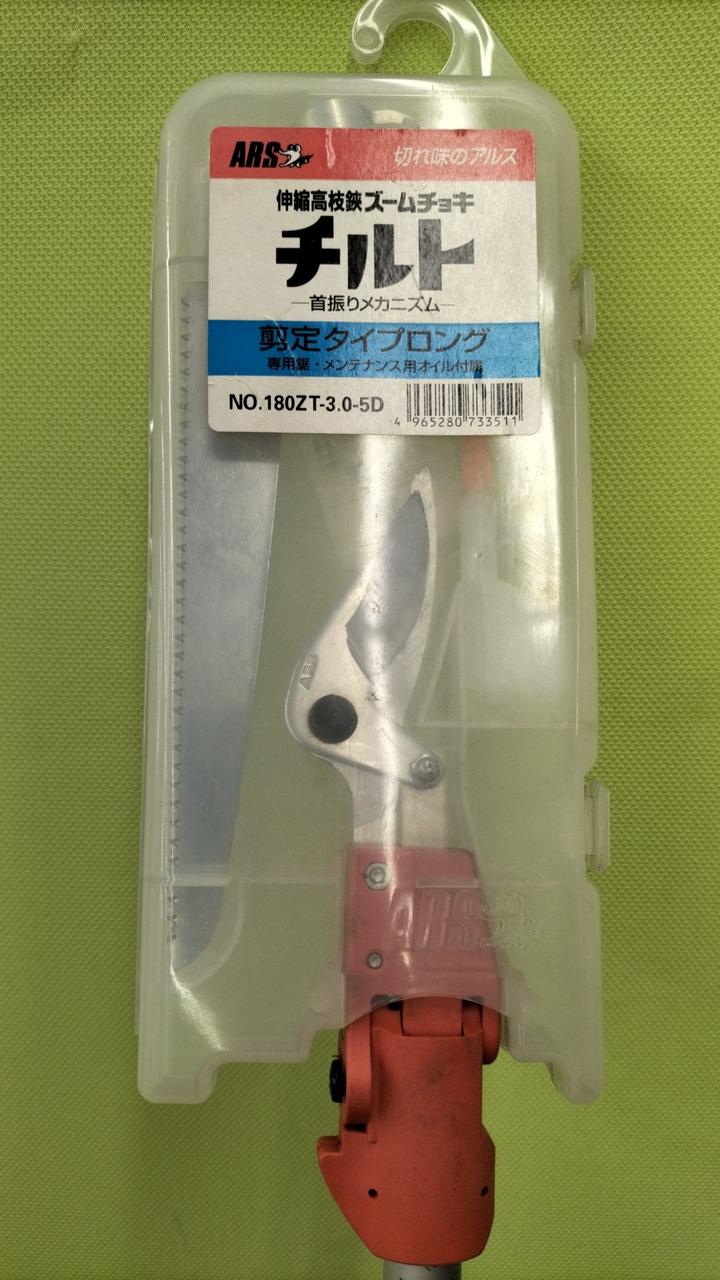 ARS
切れ味のアルス
伸縮高枝鋏ズームチョキ
チルト
―首振りメカニズム―
剪定タイプロング
専用鋸・メンテナンス用オイル付属
NO.180ZT-3.0-5D
4 965280 733511
ARS
ARS